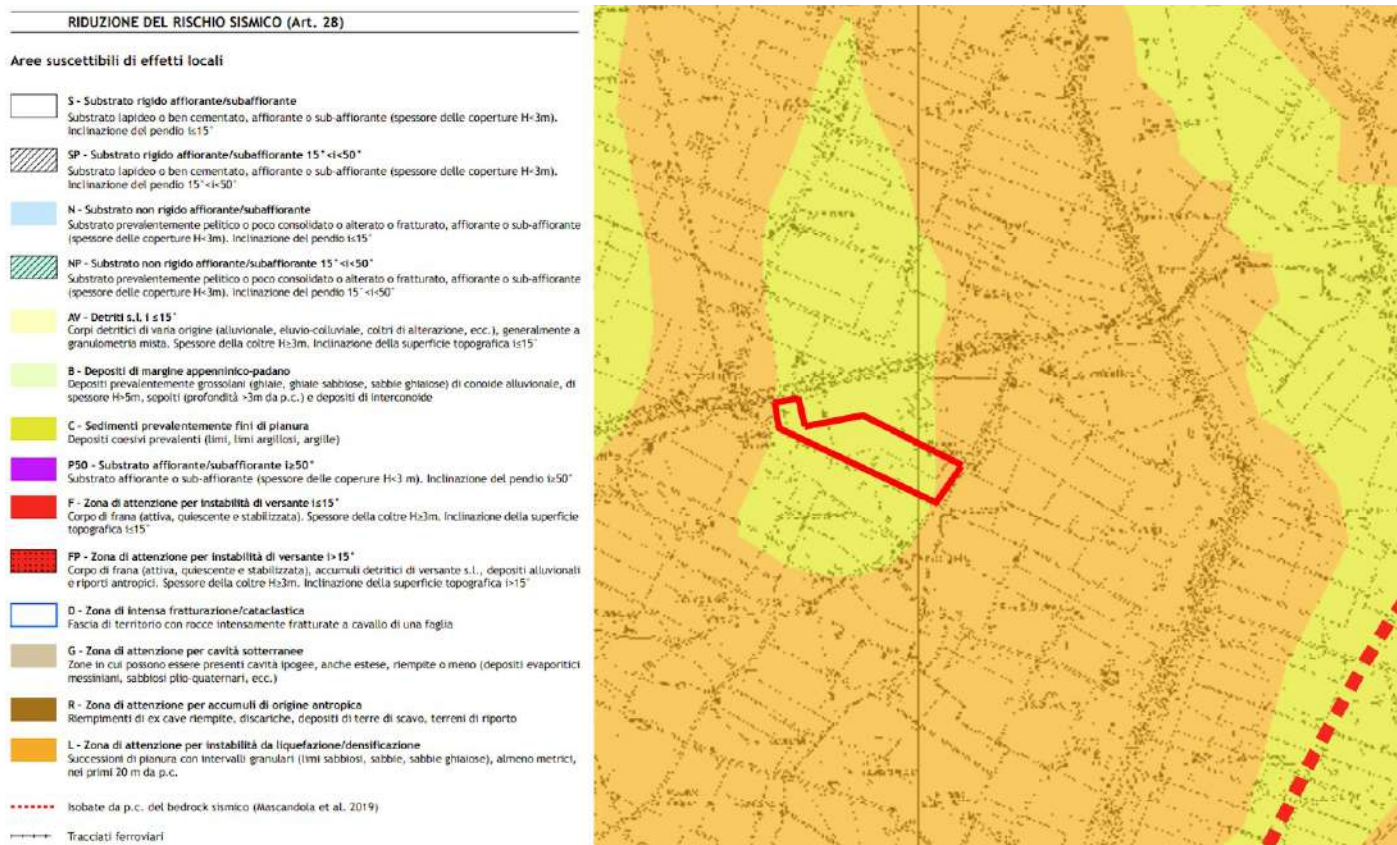 RIDUZIONE DEL RISCHIO SISMICO (Art. 28)
Aree suscettibili di effetti locali
S - Substrato rigido affiorante/subaffiorante
Substrato lapideo o ben cementato, affiorante o sub-affiorante (spessore delle coperture H<3m).
Inclinazione del pendio i≤15°
SP - Substrato rigido affiorante/subaffiorante 15°<i<50°
Substrato lapideo o ben cementato, affiorante o sub-affiorante (spessore delle coperture H<3m).
Inclinazione del pendio 15°<i<50°
N - Substrato non rigido affiorante/subaffiorante
Substrato prevalentemente pelitico o poco consolidato o alterato o fratturato, affiorante o sub-affiorante
(spessore delle coperture H<3m). Inclinazione del pendio i≤15°
NP - Substrato non rigido affiorante/subaffiorante 15°<i<50°
Substrato prevalentemente pelitico o poco consolidato o alterato o fratturato, affiorante o sub-affiorante
(spessore delle coperture H<3m). Inclinazione del pendio 15°<i<50°
AV - Detriti s.l. i ≤15°
Corpi detritici di varia origine (alluvionale, eluvio-colluviale, coltri di alterazione, ecc.), generalmente a
granulometria mista. Spessore della coltre H≥3m. Inclinazione della superficie topografica i≤15°
B - Depositi di margine appenninico-padano
Depositi prevalentemente grossolani (ghiaie, ghiaie sabbiose, sabbie ghiaiose) di conoide alluvionale, di
spessore H>5m, sepolti (profondità >3m da p.c.) e depositi di interconoide
C - Sedimenti prevalentemente fini di pianura
Depositi coesivi prevalenti (limi, limi argillosi, argille)
P50 - Substrato affiorante/subaffiorante i≥50°
Substrato affiorante o sub-affiorante (spessore delle coperure H<3 m). Inclinazione del pendio i≥50°
F - Zona di attenzione per instabilità di versante i≤15°
Corpo di frana (attiva, quiescente e stabilizzata). Spessore della coltre H≥3m. Inclinazione della superficie
topografica i≤15°
FP - Zona di attenzione per instabilità di versante i>15°
Corpo di frana (attiva, quiescente e stabilizzata), accumuli detritici di versante s.l., depositi alluvionali
e riporti antropici. Spessore della coltre H≥3m. Inclinazione della superficie topografica i>15°
D - Zona di intensa fratturazione/cataclastica
Fascia di territorio con rocce intensamente fratturate a cavallo di una faglia
G - Zona di attenzione per cavità sotterranee
Zone in cui possono essere presenti cavità ipogee, anche estese, riempite o meno (depositi evaporitici
messiniani, sabbiosi plio-quaternari, ecc.)
R - Zona di attenzione per accumuli di origine antropica
Riempimenti di ex cave riempite, discariche, depositi di terre di scavo, terreni di riporto
L - Zona di attenzione per instabilità da liquefazione/densificazione
Successioni di pianura con intervalli granulari (limi sabbiosi, sabbie, sabbie ghiaiose), almeno metrici,
nei primi 20 m da p.c.
Isobate da p.c. del bedrock sismico (Mascandola et al. 2019)
Tracciati ferroviari